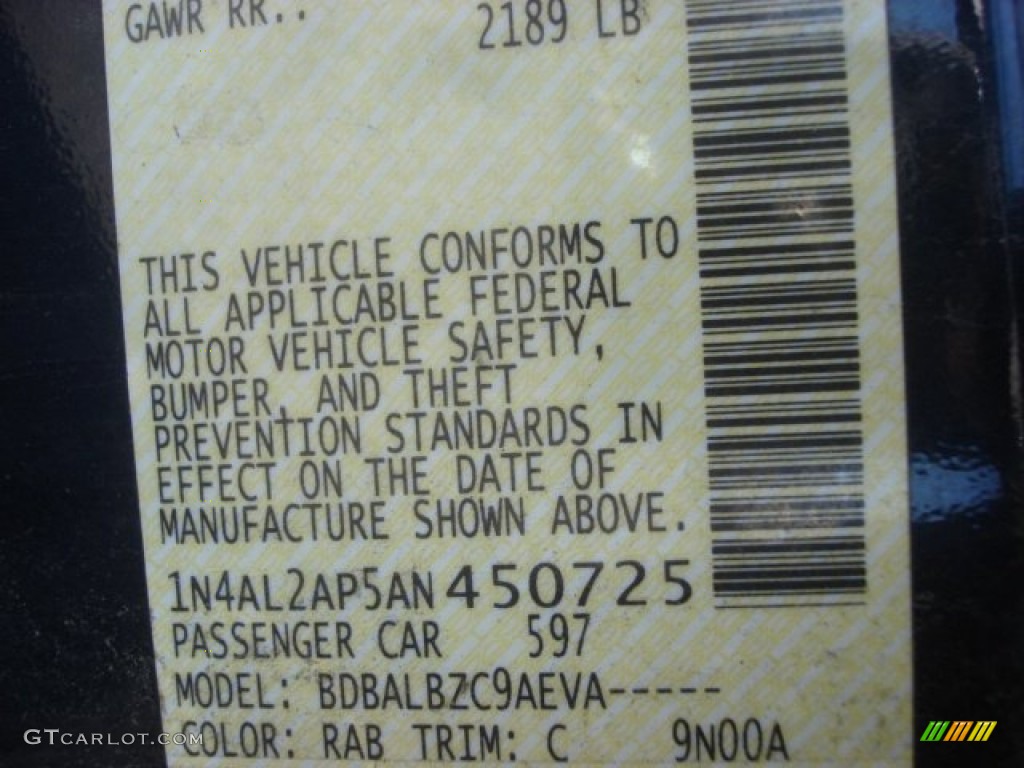 GAWR RR.. 2189 LB
THIS VEHICLE CONFORMS TO
ALL APPLICABLE FEDERAL
MOTOR VEHICLE SAFETY,
BUMPER, AND THEFT
PREVENTION STANDARDS IN
EFFECT ON THE DATE OF
MANUFACTURE SHOWN ABOVE.
1N4AL2AP5AN450725
PASSENGER CAR 597
MODEL: BDBALBZC9AEVA-----
COLOR: RAB TRIM: C 9N00A
GTCARLOT.COM